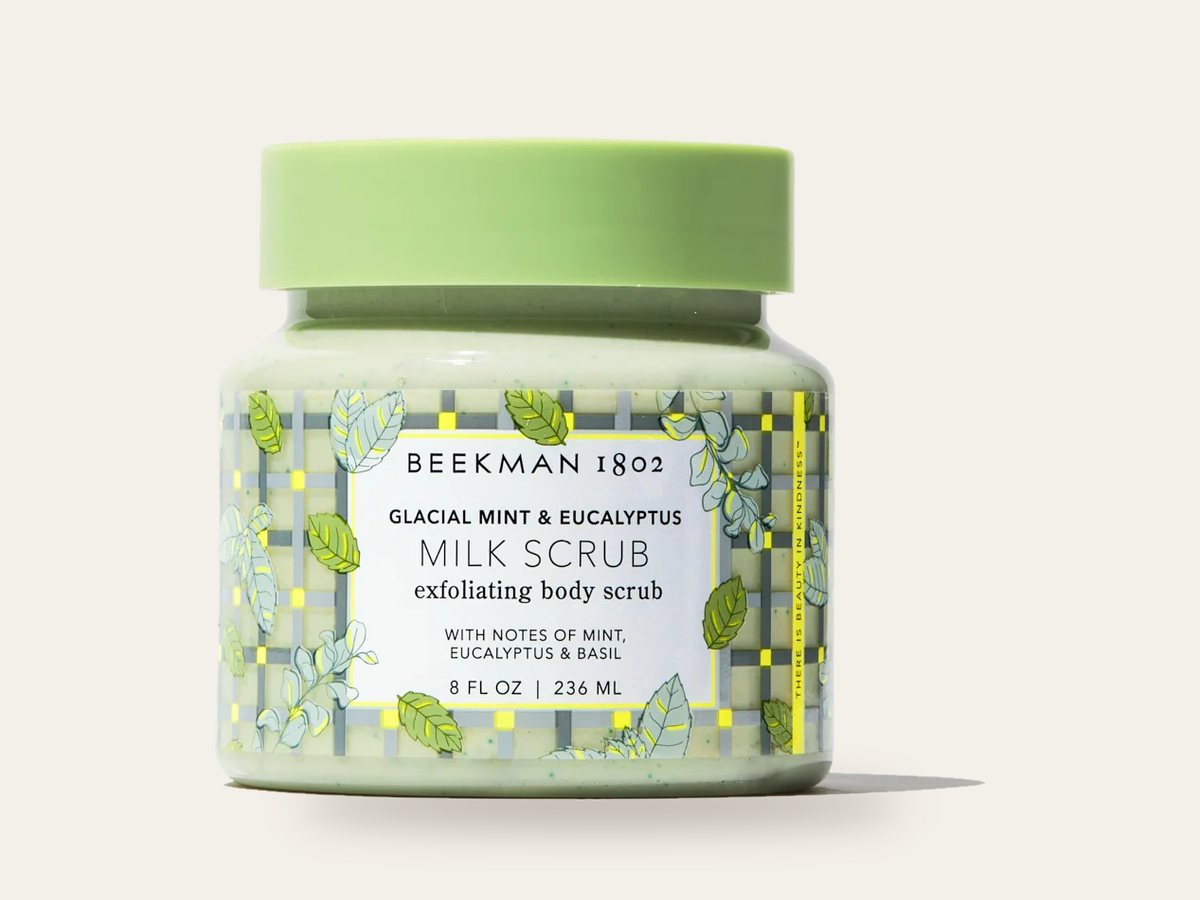 BEEKMAN 1802
GLACIAL MINT & EUCALYPTUS
MILK SCRUB
exfoliating body scrub
WITH NOTES OF MINT,
EUCALYPTUS & BASIL
8 FL OZ | 236 ML
THERE IS BEAUTY IN KINDNESS™